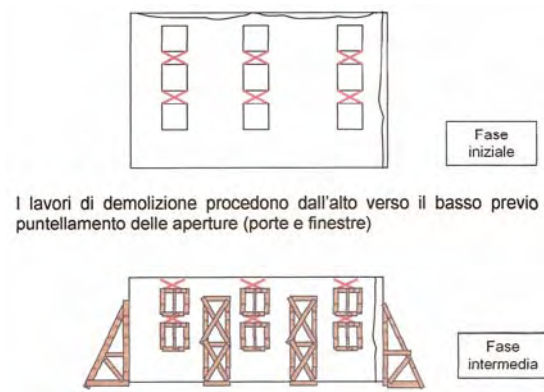 Fase
iniziale
I lavori di demolizione procedono dall'alto verso il basso previo
puntellamento delle aperture (porte e finestre)
Fase
intermedia